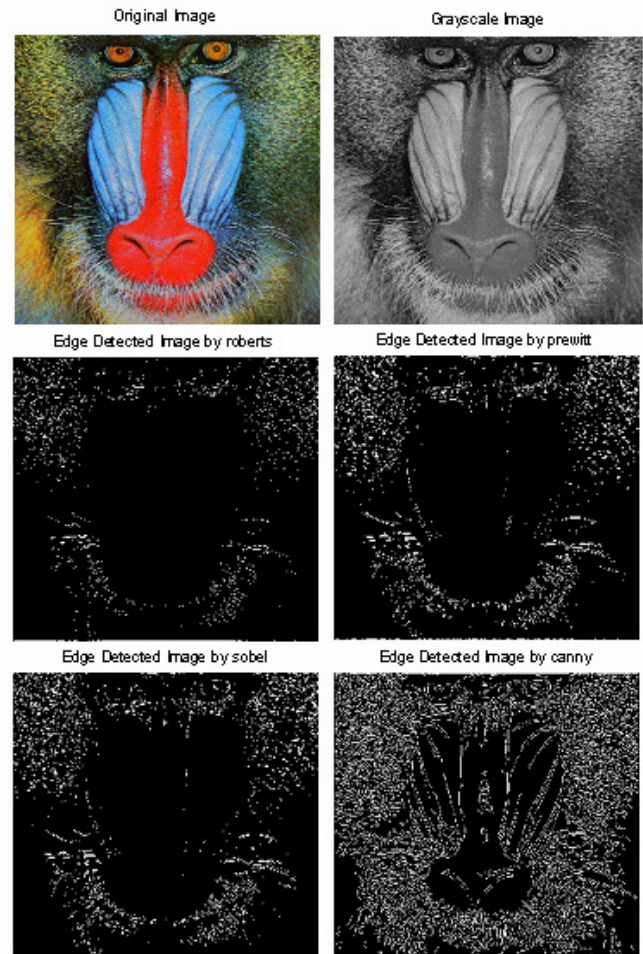 Original Image
Grayscale Image
Edge Detected Image by roberts
Edge Detected Image by prewitt
Edge Detected Image by sobel
Edge Detected Image by canny